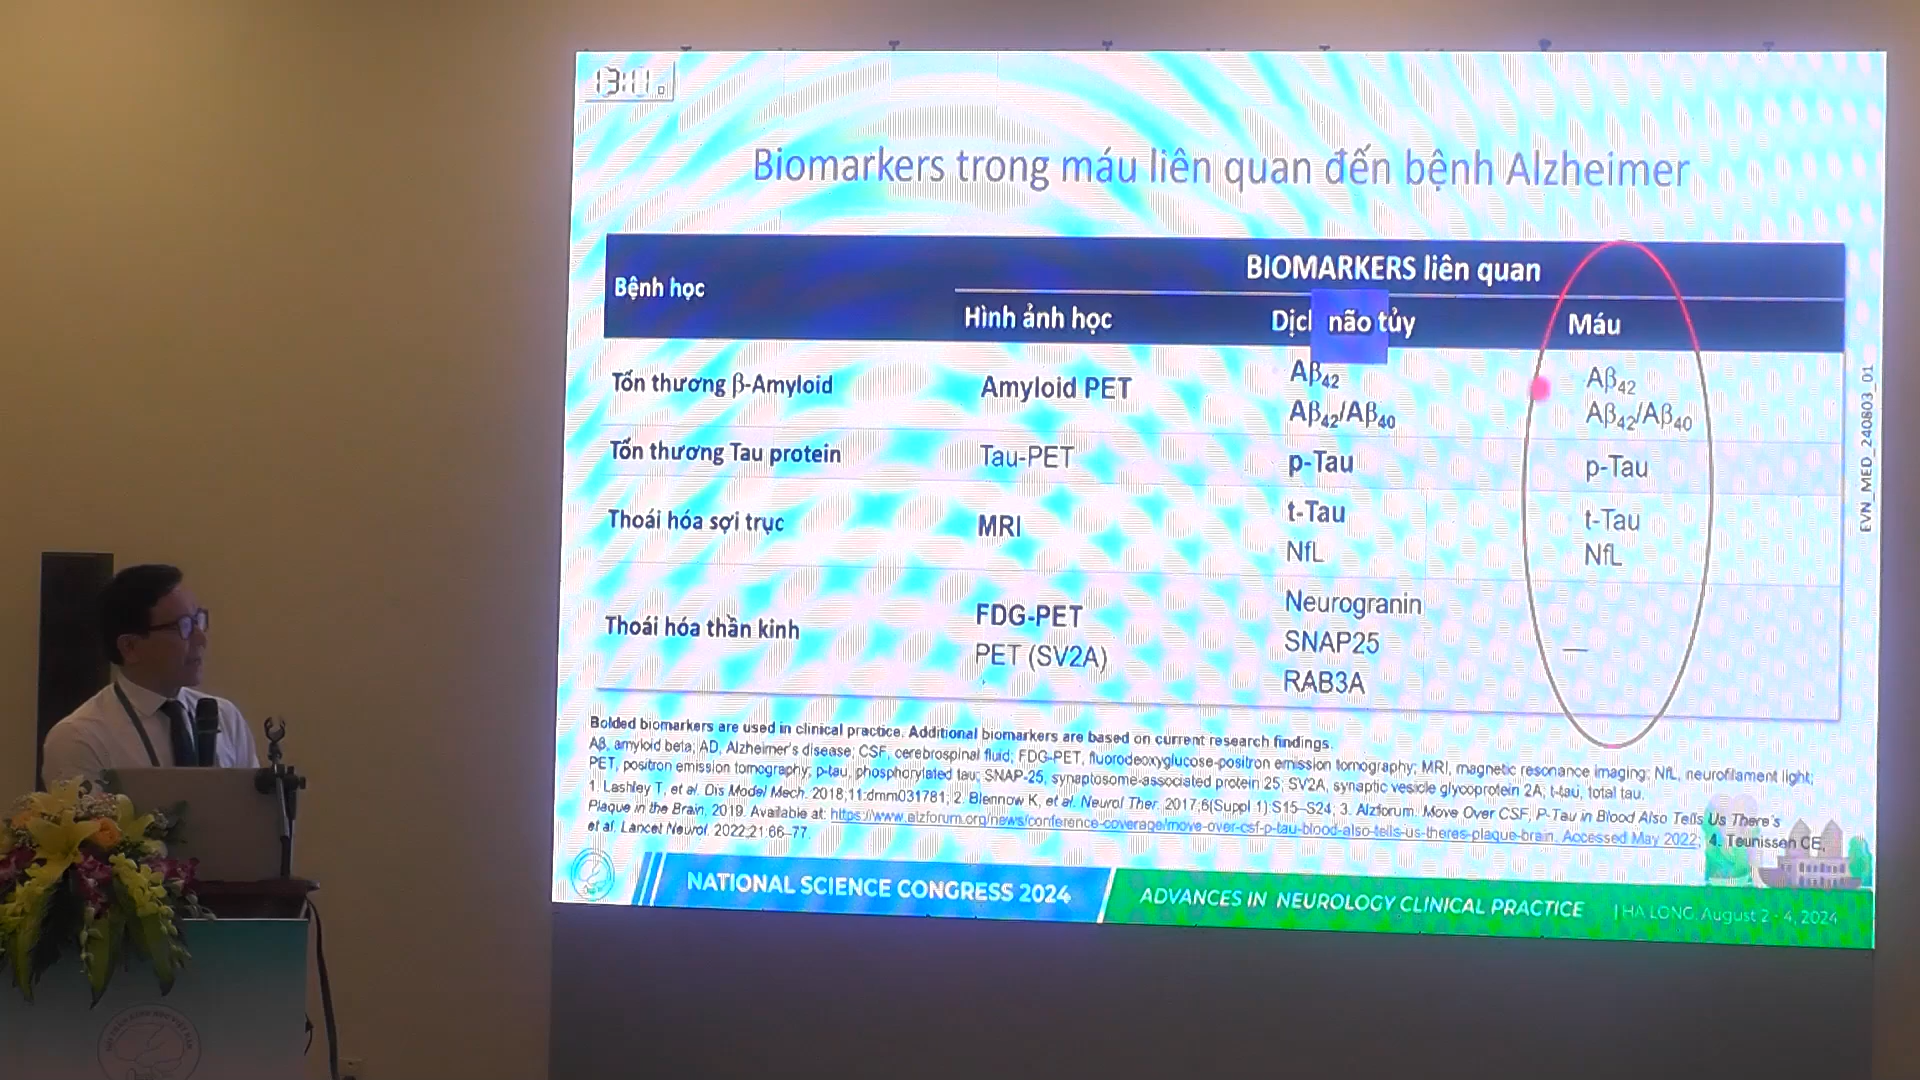 13:11
Biomarkers trong máu liên quan đến bệnh Alzheimer
Bệnh học
BIOMARKERS liên quan
Hình ảnh học
não tủy
Máu
Tổn thương β-Amyloid
Amyloid PET
Aβ42
Aβ42/Aβ40
Aβ42
Aβ42/Aβ40
Tổn thương Tau protein
Tau-PET
p-Tau
p-Tau
Thoái hóa sợi trục
MRI
t-Tau
NfL
t-Tau
NfL
Thoái hóa thần kinh
FDG-PET
PET (SV2A)
Neurogranin
SNAP25
RAB3A
—
Bolded biomarkers are used in clinical practice. Additional biomarkers are based on current research findings.
Aβ, amyloid beta; AD, Alzheimer's disease; CSF, cerebrospinal fluid; FDG-PET, fluorodeoxyglucose-positron emission tomography; MRI, magnetic resonance imaging; NfL, neurofilament light;
PET, positron emission tomography; p-tau, phosphorylated tau; SNAP-25, synaptosome-associated protein 25; SV2A, synaptic vesicle glycoprotein 2A; t-tau, total tau.
1. Lashley T, et al. Dis Model Mech. 2018;11:dmm031781; 2. Blennow K, et al. Neurol Ther. 2017;6(Suppl 1):S15–S24; 3. Alzforum. Move Over CSF, P-Tau in Blood Also Tells Us There's
Plaque in the Brain, 2019. Available at: https://www.alzforum.org/news/conference-coverage/move-over-csf-p-tau-blood-also-tells-us-theres-plaque-brain. Accessed May 2022; 4. Teunissen CE,
et al. Lancet Neurol. 2022;21:66–77.
EVN_MED_240803_01
NATIONAL SCIENCE CONGRESS 2024
ADVANCES IN NEUROLOGY CLINICAL PRACTICE
| HA LONG, August 2 - 4, 2024